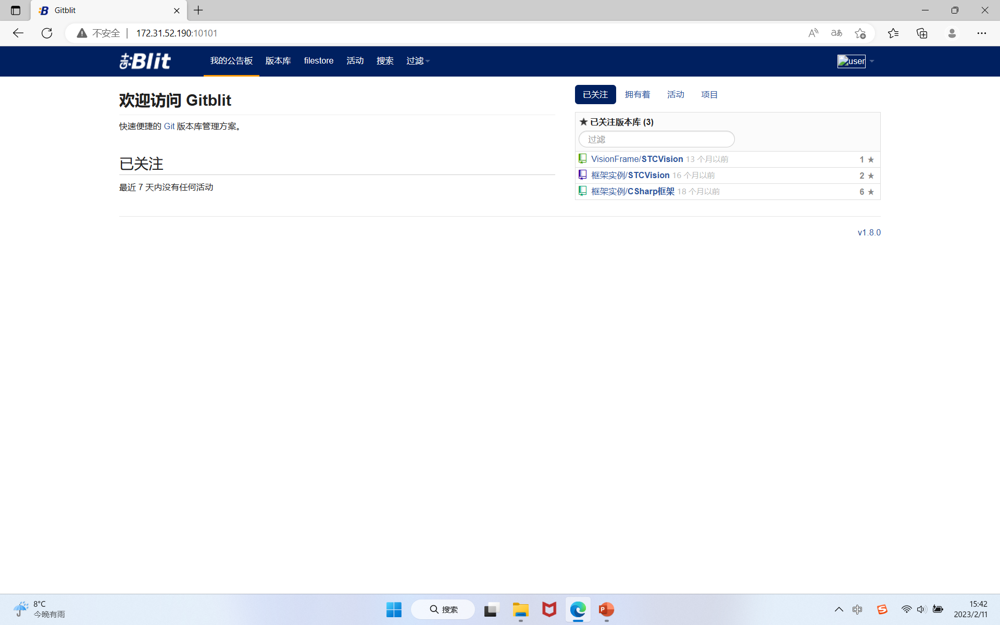 Gitblit
不安全 172.31.52.190:10101
Git:Blit 我的公告板 版本库 filestore 活动 搜索 过滤 user
欢迎访问 Gitblit
快速便捷的 Git 版本库管理方案。
已关注
最近 7 天内没有任何活动
已关注 拥有着 活动 项目
★ 已关注版本库 (3)
过滤
VisionFrame/STCVision 13 个月以前 1 ★
框架实例/STCVision 16 个月以前 2 ★
框架实例/CSharp框架 18 个月以前 6 ★
v1.8.0
8°C
今晚有雨
搜索
中
15:42
2023/2/11